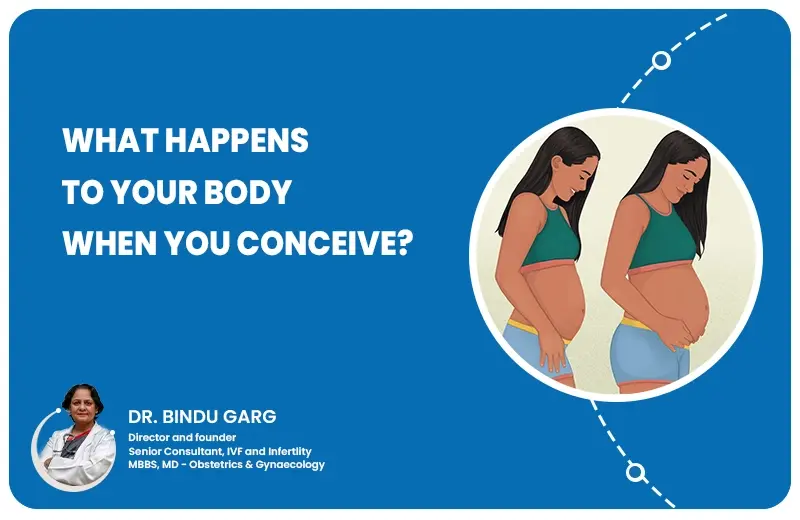 WHAT HAPPENS
TO YOUR BODY
WHEN YOU CONCEIVE?
DR. BINDU GARG
Director and founder
Senior Consultant, IVF and Infertlity
MBBS, MD - Obstetrics & Gynaecology